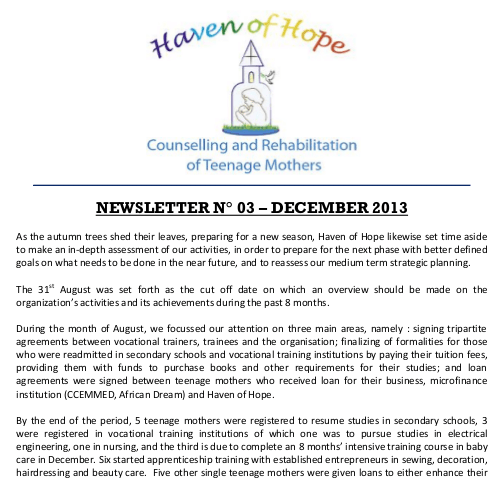 Haven of Hope
Counselling and Rehabilitation
of Teenage Mothers
NEWSLETTER N° 03 – DECEMBER 2013
As the autumn trees shed their leaves, preparing for a new season, Haven of Hope likewise set time aside
to make an in-depth assessment of our activities, in order to prepare for the next phase with better defined
goals on what needs to be done in the near future, and to reassess our medium term strategic planning.
The 31st August was set forth as the cut off date on which an overview should be made on the
organization's activities and its achievements during the past 8 months.
During the month of August, we focussed our attention on three main areas, namely : signing tripartite
agreements between vocational trainers, trainees and the organisation; finalizing of formalities for those
who were readmitted in secondary schools and vocational training institutions by paying their tuition fees,
providing them with funds to purchase books and other requirements for their studies; and loan
agreements were signed between teenage mothers who received loan for their business, microfinance
institution (CCEMMED, African Dream) and Haven of Hope.
By the end of the period, 5 teenage mothers were registered to resume studies in secondary schools, 3
were registered in vocational training institutions of which one was to pursue studies in electrical
engineering, one in nursing, and the third is due to complete an 8 months' intensive training course in baby
care in December. Six started apprenticeship training with established entrepreneurs in sewing, decoration,
hairdressing and beauty care. Five other single teenage mothers were given loans to either enhance their